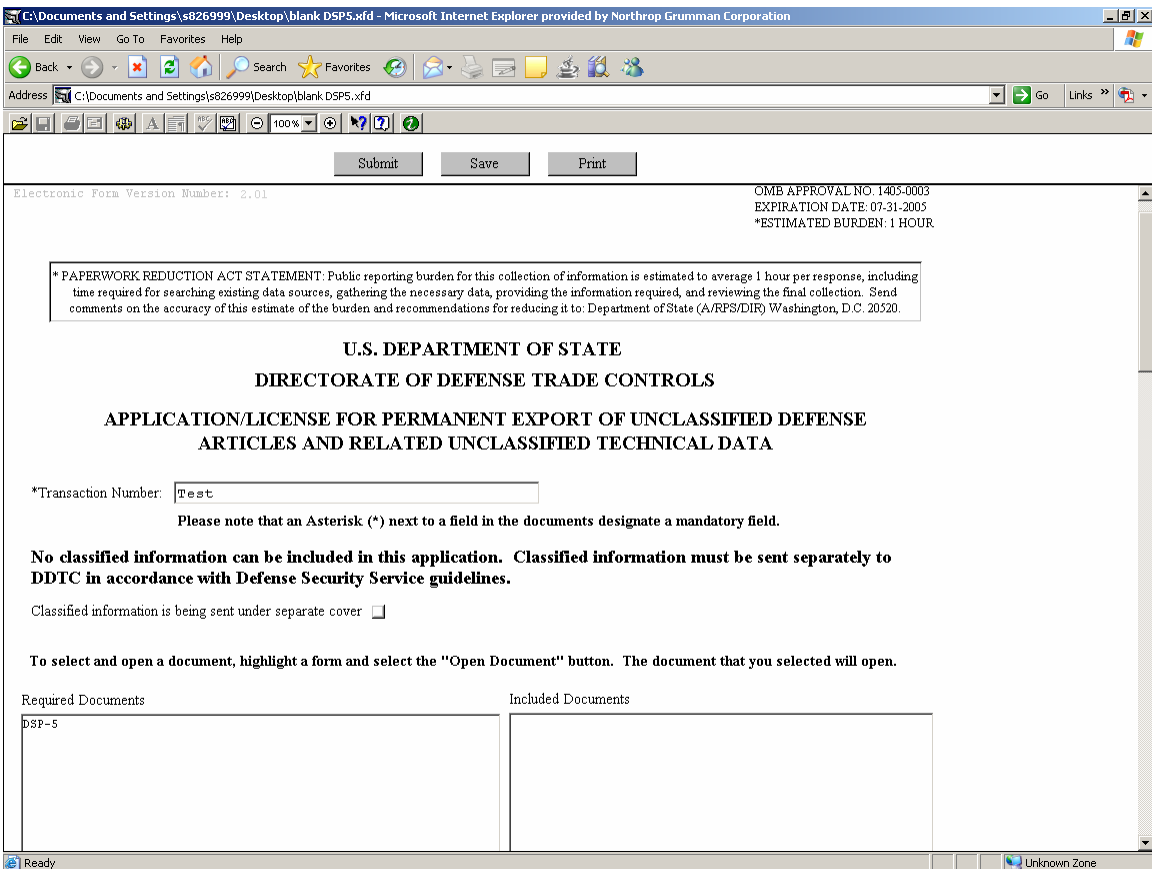 C:\Documents and Settings\s826999\Desktop\blank DSP5.xfd - Microsoft Internet Explorer provided by Northrop Grumman Corporation
File Edit View Go To Favorites Help
Back Search Favorites
Address C:\Documents and Settings\s826999\Desktop\blank DSP5.xfd Go Links »
100%
Submit Save Print
Electronic Form Version Number: 2.01
OMB APPROVAL NO. 1405-0003
EXPIRATION DATE: 07-31-2005
*ESTIMATED BURDEN: 1 HOUR
* PAPERWORK REDUCTION ACT STATEMENT: Public reporting burden for this collection of information is estimated to average 1 hour per response, including
time required for searching existing data sources, gathering the necessary data, providing the information required, and reviewing the final collection. Send
comments on the accuracy of this estimate of the burden and recommendations for reducing it to: Department of State (A/RPS/DIR) Washington, D.C. 20520.
U.S. DEPARTMENT OF STATE
DIRECTORATE OF DEFENSE TRADE CONTROLS
APPLICATION/LICENSE FOR PERMANENT EXPORT OF UNCLASSIFIED DEFENSE
ARTICLES AND RELATED UNCLASSIFIED TECHNICAL DATA
*Transaction Number: Test
Please note that an Asterisk (*) next to a field in the documents designate a mandatory field.
No classified information can be included in this application. Classified information must be sent separately to
DDTC in accordance with Defense Security Service guidelines.
Classified information is being sent under separate cover
To select and open a document, highlight a form and select the "Open Document" button. The document that you selected will open.
Required Documents Included Documents
DSP-5
Ready Unknown Zone